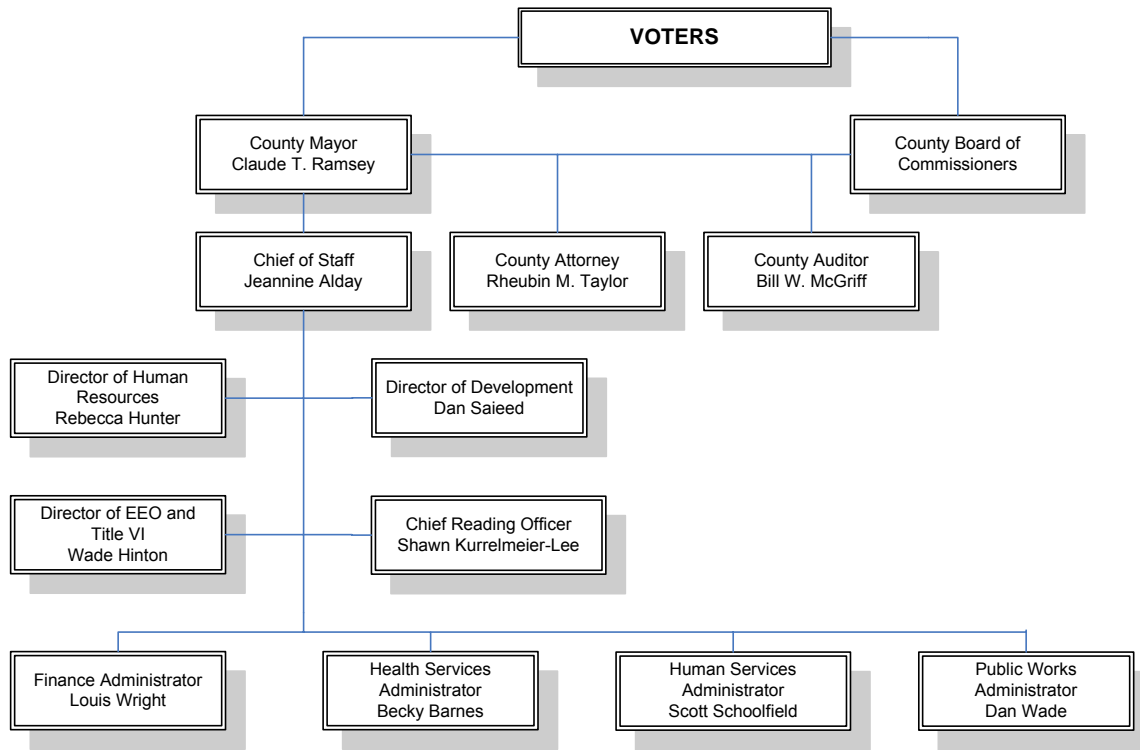 VOTERS
County Mayor
Claude T. Ramsey
County Board of
Commissioners
Chief of Staff
Jeannine Alday
County Attorney
Rheubin M. Taylor
County Auditor
Bill W. McGriff
Director of Human
Resources
Rebecca Hunter
Director of Development
Dan Saieed
Director of EEO and
Title VI
Wade Hinton
Chief Reading Officer
Shawn Kurrelmeier-Lee
Finance Administrator
Louis Wright
Health Services
Administrator
Becky Barnes
Human Services
Administrator
Scott Schoolfield
Public Works
Administrator
Dan Wade